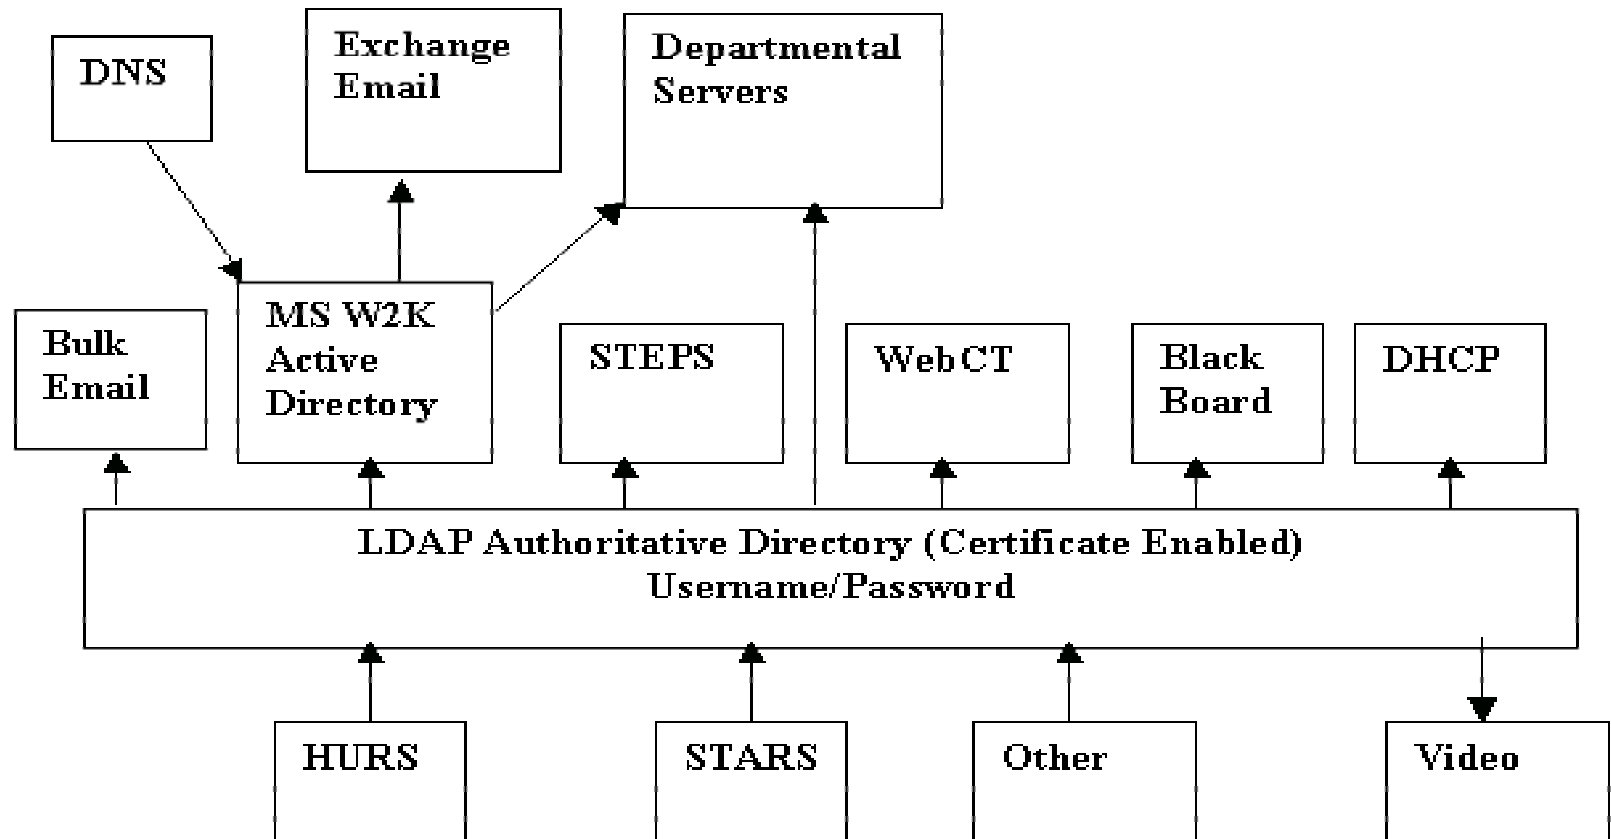 DNS
Exchange
Email
Departmental
Servers
Bulk
Email
MS W2K
Active
Directory
STEPS
WebCT
Black
Board
DHCP
LDAP Authoritative Directory (Certificate Enabled)
Username/Password
HURS
STARS
Other
Video